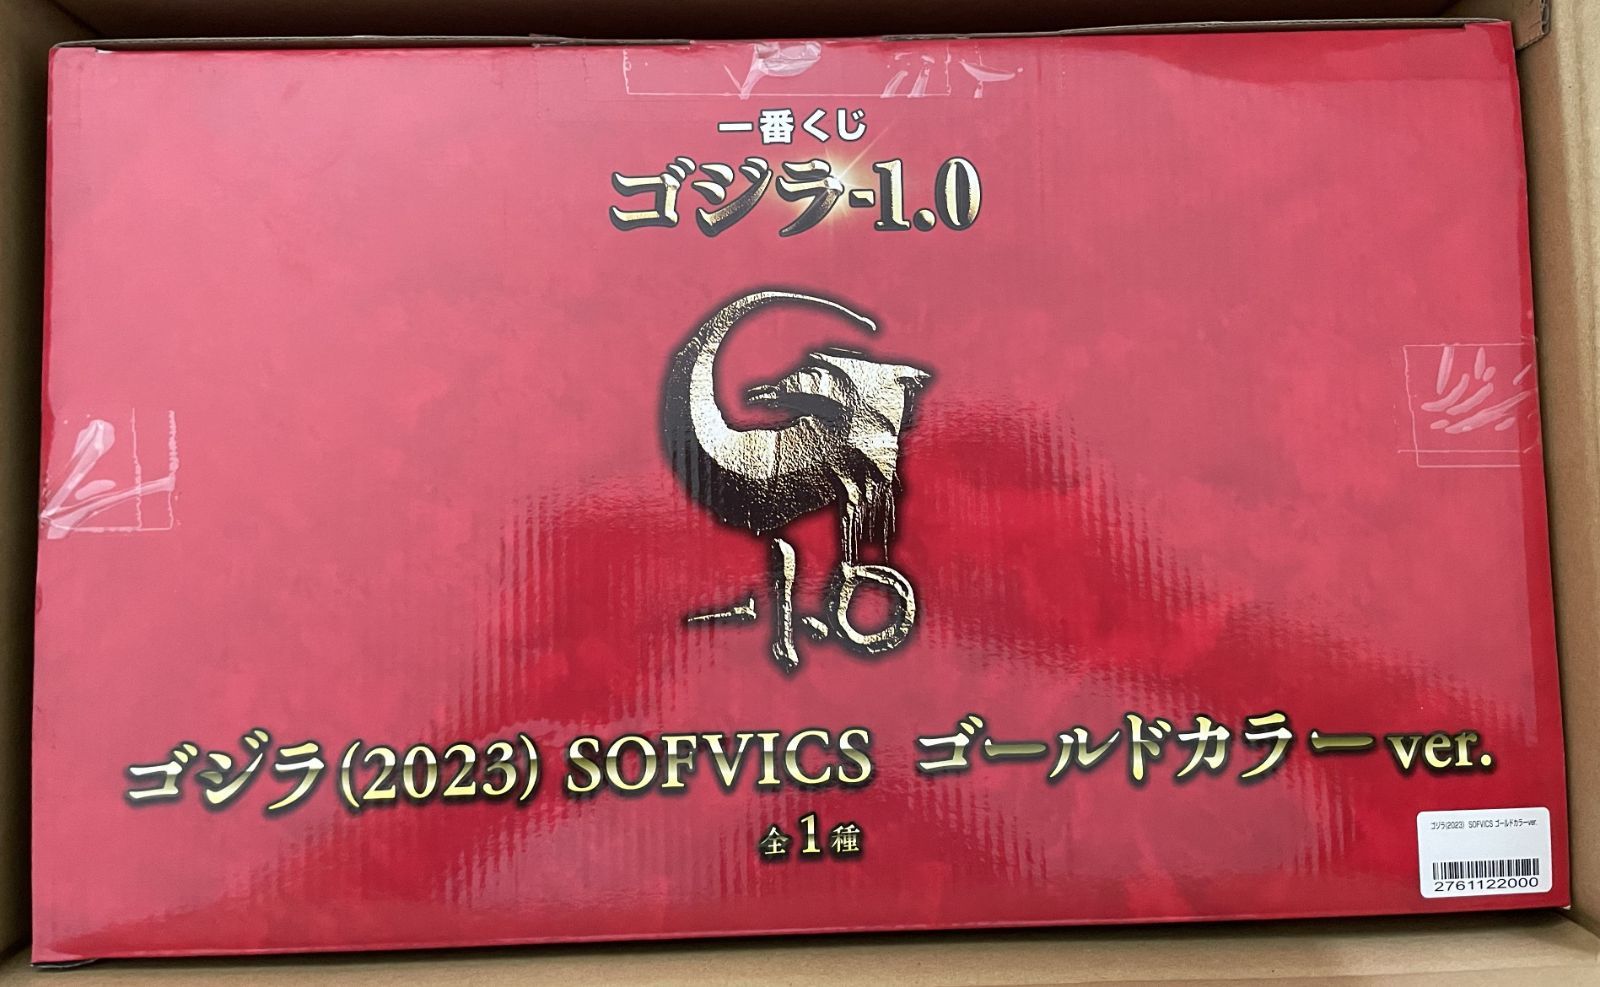 一番くじ
ゴジラ-1.0
-1.0
ゴジラ(2023) SOFVICS ゴールドカラーver.
全1種
ゴジラ(2023) SOFVICS ゴールドカラーver.
2761122000